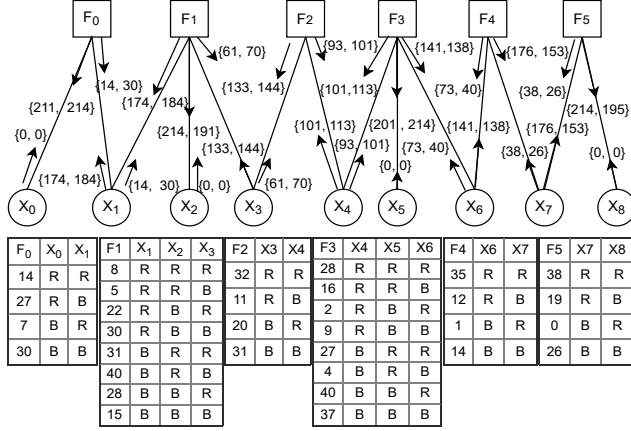 F0 F1 F2 F3 F4 F5
{61, 70} {93, 101} {141,138} {176, 153}
{14, 30} {133, 144} {101,113} {73, 40} {38, 26}
{211, 214} {174, 184} {214, 195}
{214, 191} {101, 113} {201, 214} {141, 138} {176, 153}
{0, 0} {133, 144} {93, 101} {73, 40} {38, 26} {0, 0}
{0, 0}
{174, 184} {14, 30} {0, 0} {61, 70}
X0 X1 X2 X3 X4 X5 X6 X7 X8
F0 X0 X1
14 R R
27 R B
7 B R
30 B B
F1 X1 X2 X3
8 R R R
5 R R B
22 R B R
30 R B B
31 B R R
40 B R B
28 B B R
15 B B B
F2 X3 X4
32 R R
11 R B
20 B R
31 B B
F3 X4 X5 X6
28 R R R
16 R R B
2 R B R
9 R B B
27 B R R
4 B R B
40 B B R
37 B B B
F4 X6 X7
35 R R
12 R B
1 B R
14 B B
F5 X7 X8
38 R R
19 R B
0 B R
26 B B